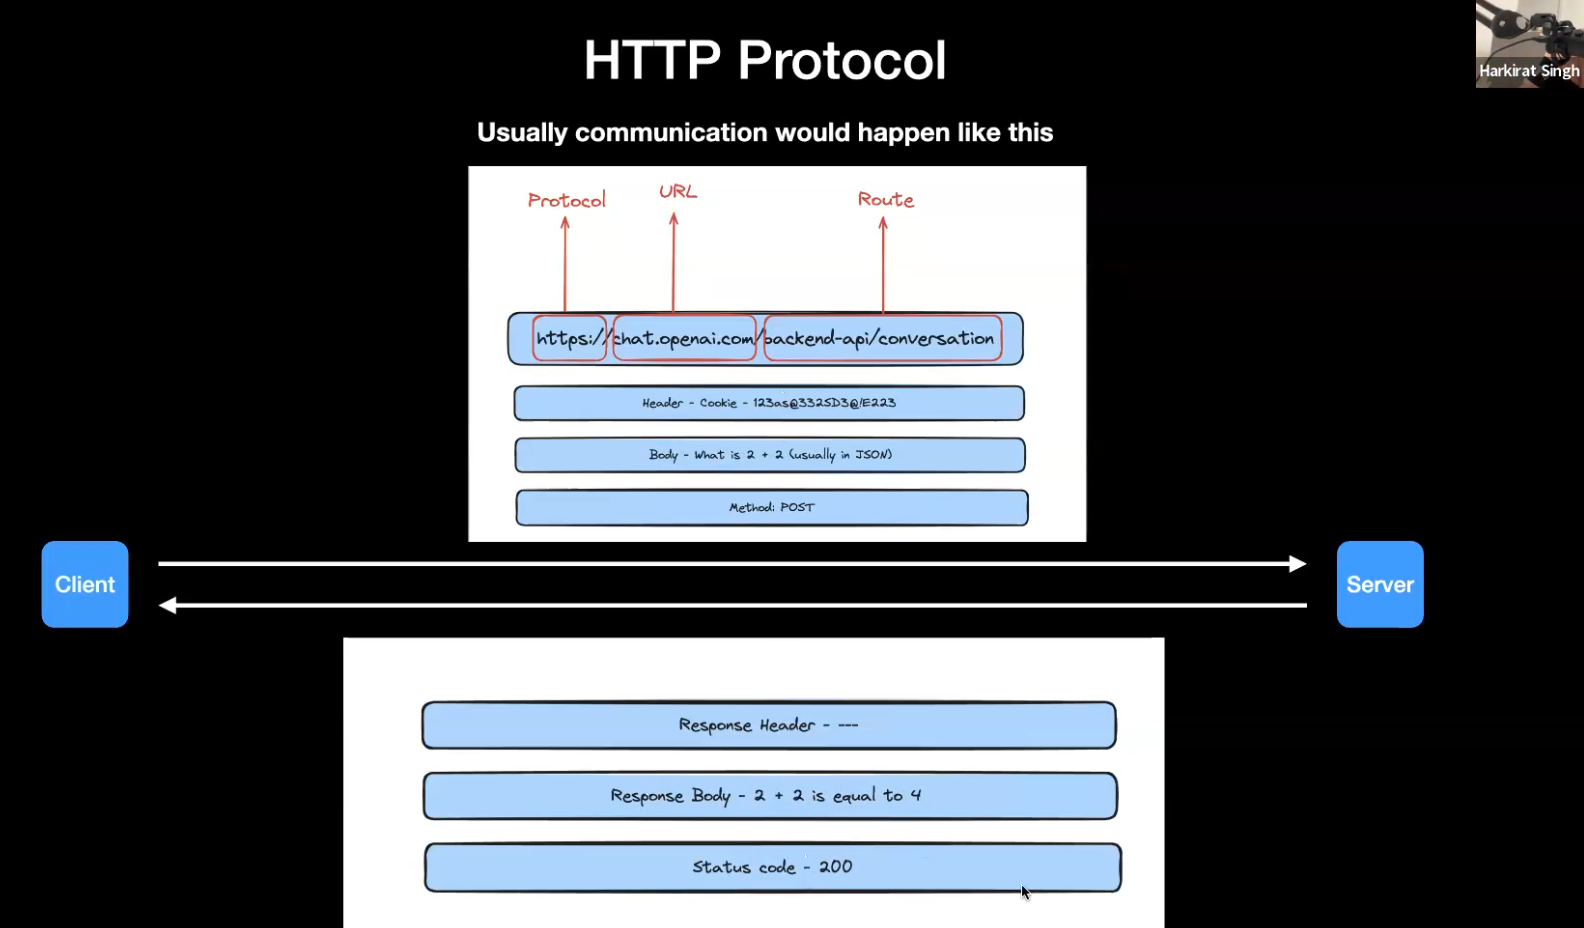 HTTP Protocol
Harkirat Singh
Usually communication would happen like this
Protocol
URL
Route
https://chat.openai.com/backend-api/conversation
Header - Cookie - 123as@332SD3@!E223
Body - What is 2 + 2 (usually in JSON)
Method: POST
Client
Server
Response Header - ---
Response Body - 2 + 2 is equal to 4
Status code - 200